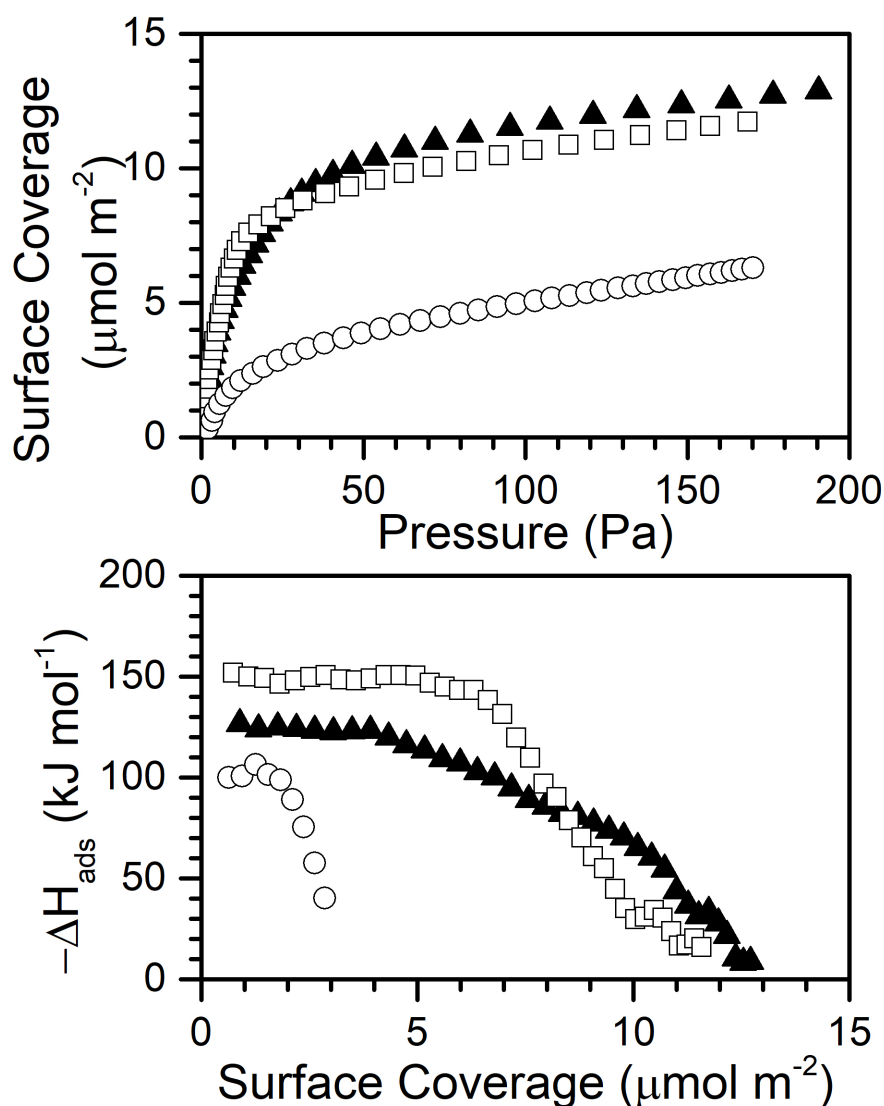 15
10
5
0
Surface Coverage
(μmol m⁻²)
0 50 100 150 200
Pressure (Pa)
200
150
100
50
0
−ΔHads (kJ mol⁻¹)
0 5 10 15
Surface Coverage (μmol m⁻²)